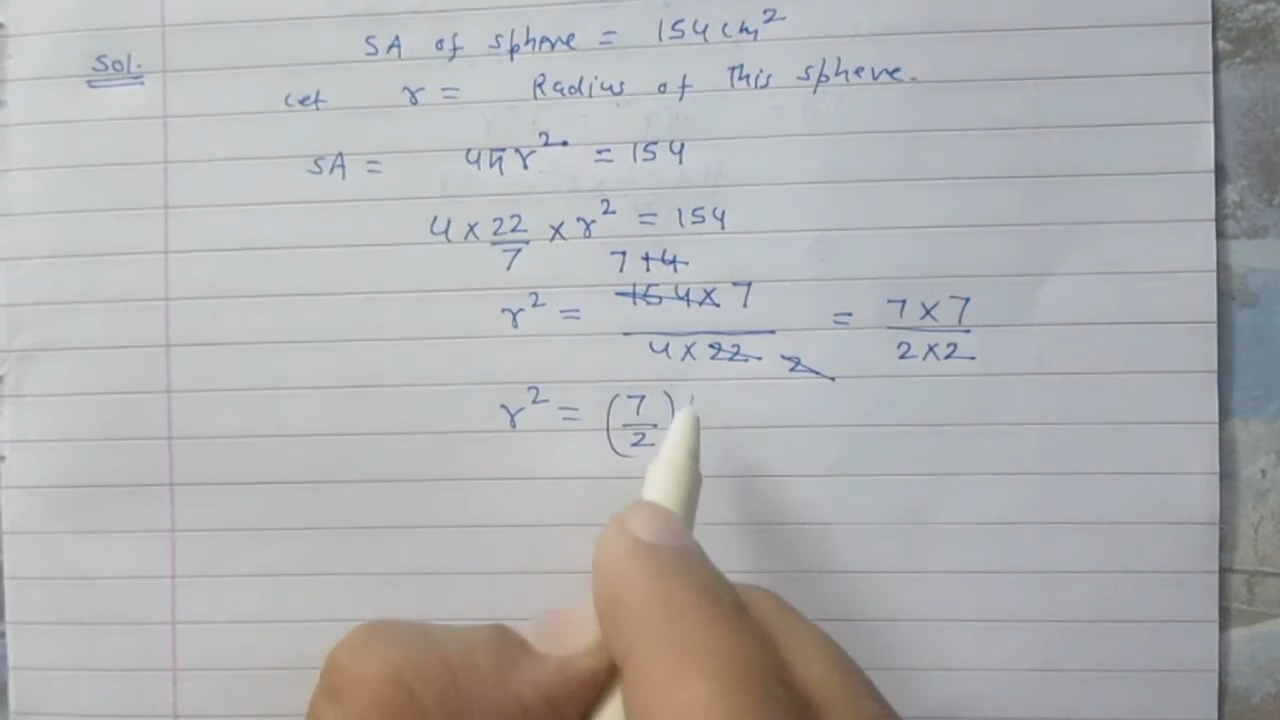 Sol. SA of sphere = 154 cm²
Let r = Radius of This sphere.
SA = 4πr² = 154
4 × 22/7 × r² = 154
7 14
r² = 154 × 7 / 4 × 22 2 = 7 × 7 / 2 × 2
r² = (7/2)